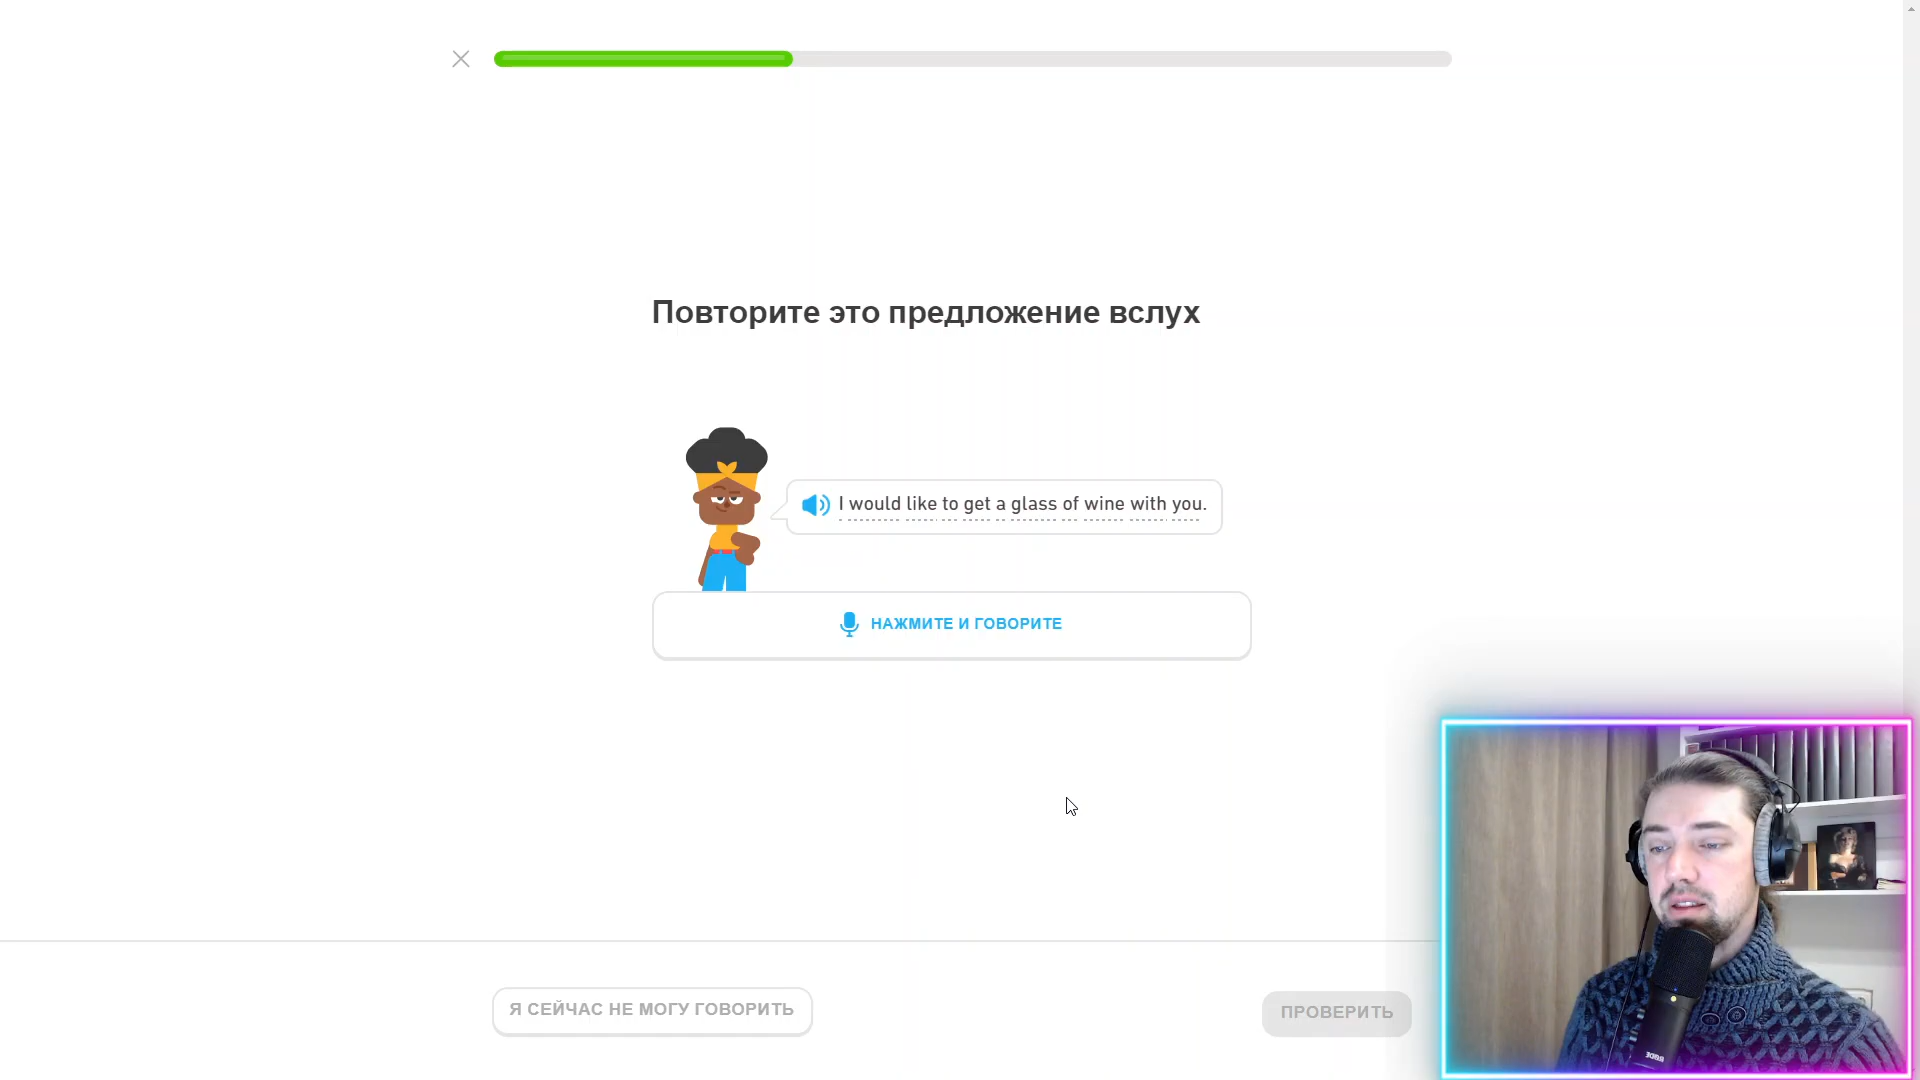 Повторите это предложение вслух
I would like to get a glass of wine with you.
НАЖМИТЕ И ГОВОРИТЕ
Я СЕЙЧАС НЕ МОГУ ГОВОРИТЬ
ПРОВЕРИТЬ
RODE